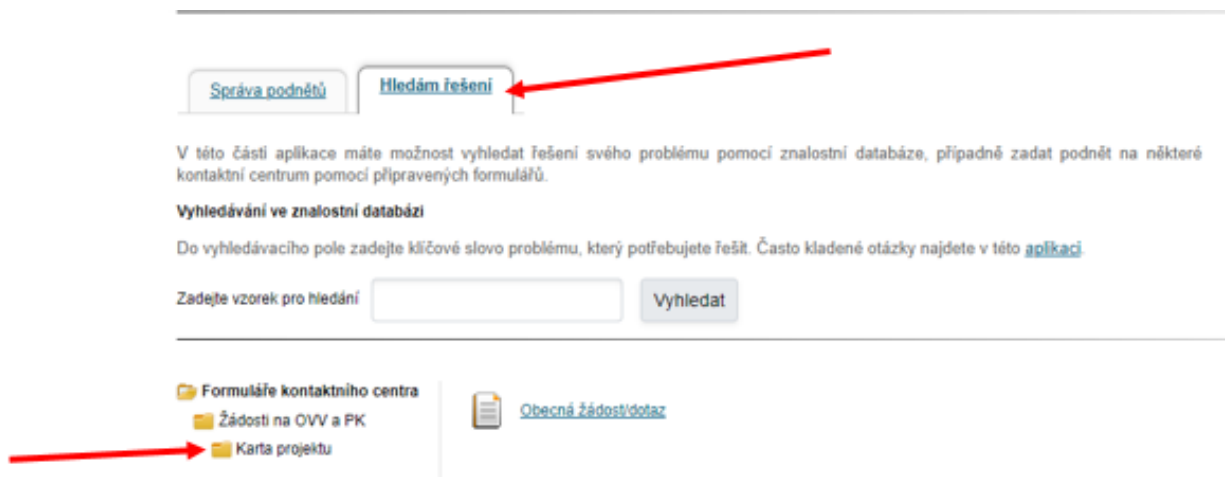 Správa podnětů
Hledám řešení
V této části aplikace máte možnost vyhledat řešení svého problému pomocí znalostní databáze, případně zadat podnět na některé
kontaktní centrum pomocí připravených formulářů.
Vyhledávání ve znalostní databázi
Do vyhledávacího pole zadejte klíčové slovo problému, který potřebujete řešit. Často kladené otázky najdete v této aplikaci.
Zadejte vzorek pro hledání
Vyhledat
Formuláře kontaktního centra
Žádosti na OVV a PK
Karta projektu
Obecná žádost/dotaz